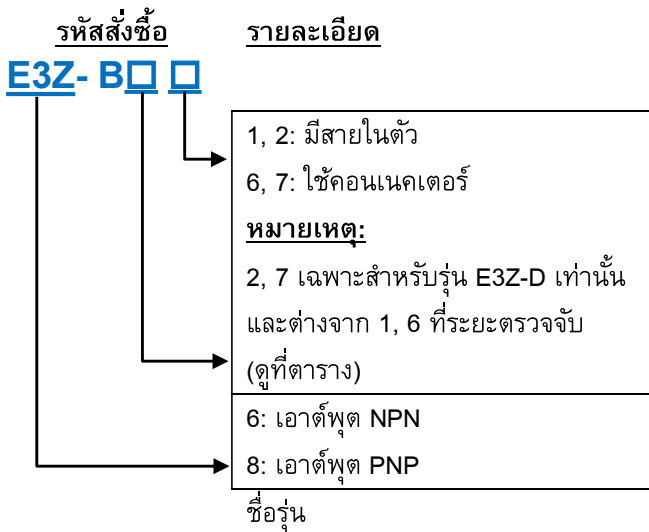 รหัสสั่งซื้อ รายละเอียด
E3Z- B□ □
1, 2: มีสายในตัว
6, 7: ใช้คอนเนคเตอร์
หมายเหตุ:
2, 7 เฉพาะสำหรับรุ่น E3Z-D เท่านั้น
และต่างจาก 1, 6 ที่ระยะตรวจจับ
(ดูที่ตาราง)
6: เอาต์พุต NPN
8: เอาต์พุต PNP
ชื่อรุ่น